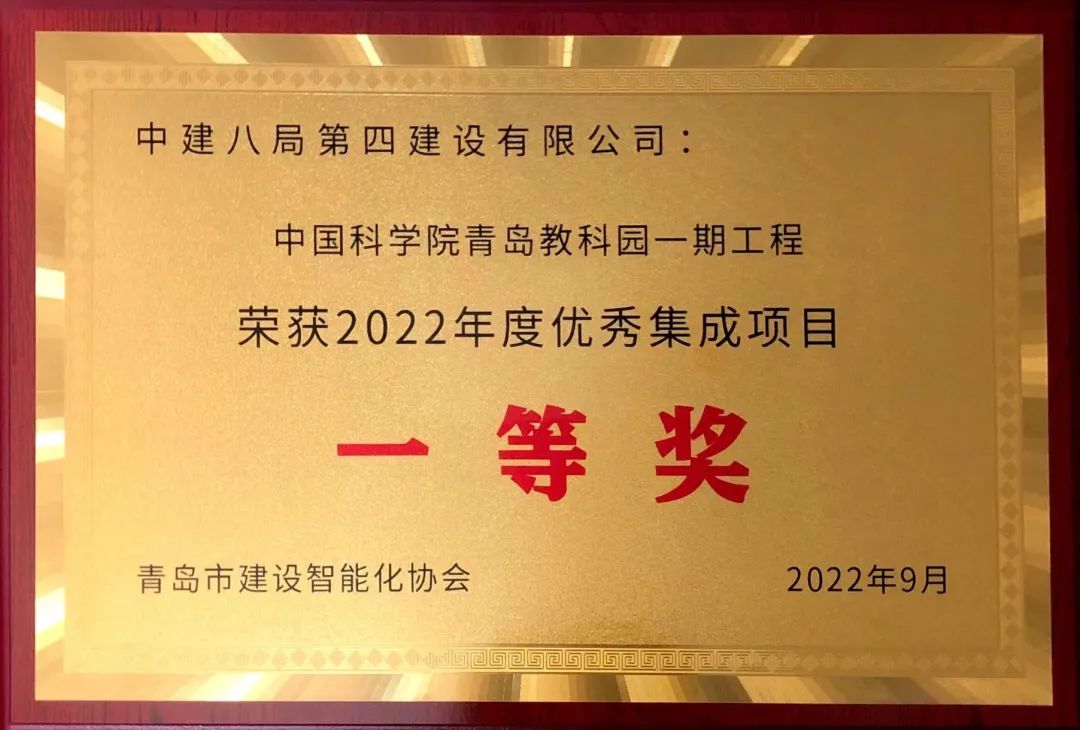 中建八局第四建设有限公司：
中国科学院青岛教科园一期工程
荣获2022年度优秀集成项目
一等奖
青岛市建设智能化协会
2022年9月